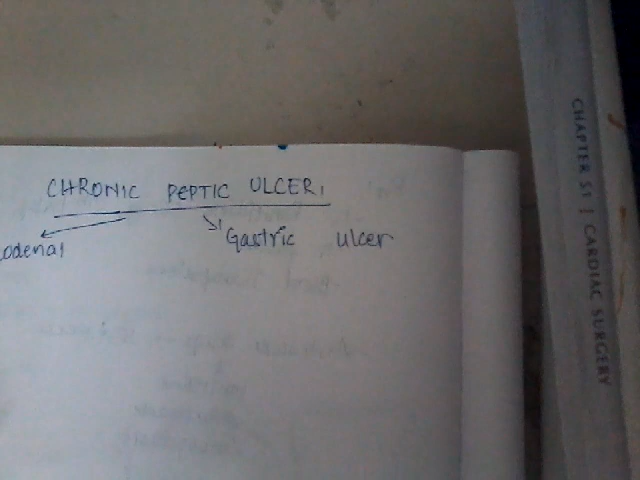 CHRONIC PEPTIC ULCER,
odenal
Gastric ulcer
CHAPTER 51 | CARDIAC SURGERY